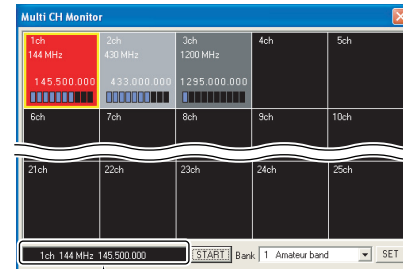 Multi CH Monitor
1ch 2ch 3ch 4ch 5ch
144 MHz 430 MHz 1200 MHz
145.500.000 433.000.000 1295.000.000
6ch 7ch 8ch 9ch 10ch
21ch 22ch 23ch 24ch 25ch
1ch 144 MHz 145.500.000 START Bank 1 Amateur band SET